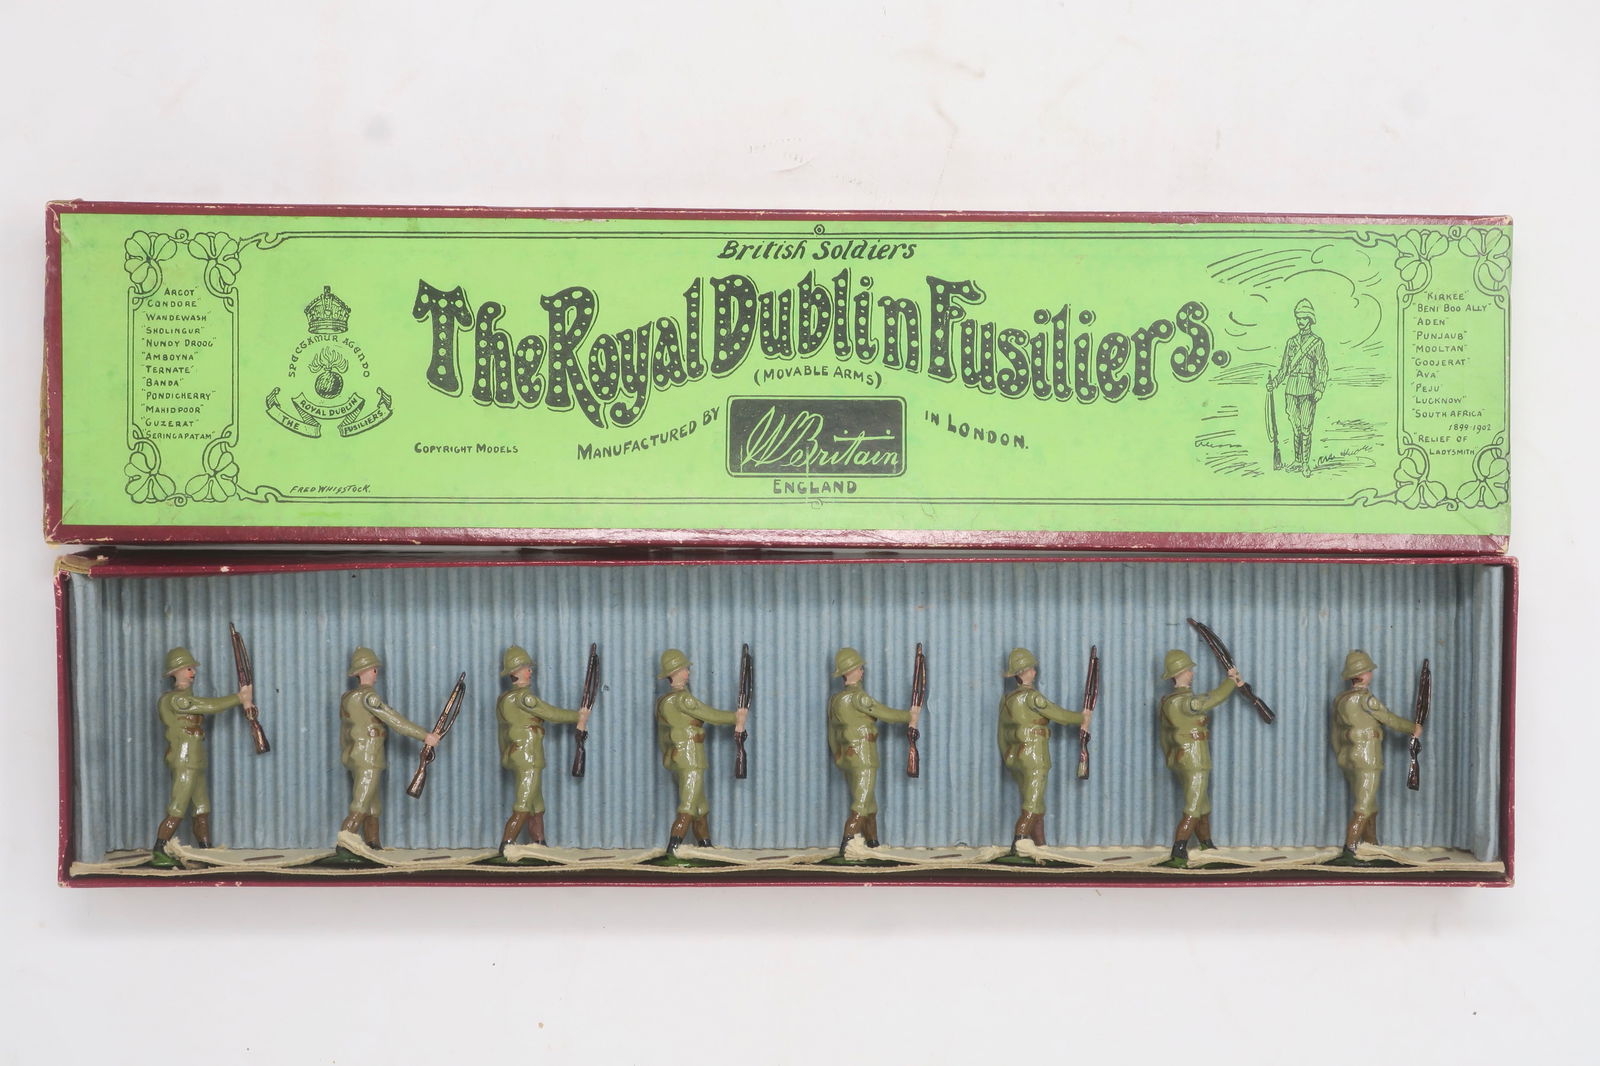 British Soldiers
The Royal Dublin Fusiliers.
(MOVABLE ARMS)
MANUFACTURED BY
WBritain
IN LONDON.
ENGLAND
COPYRIGHT MODELS
FRED WHISSTOCK.
ARCOT"
"CONDORE"
"WANDEWASH"
"SHOLINGUR"
"NUNDY DROOG"
"AMBOYNA"
"TERNATE"
"BANDA"
"PONDICHERRY"
"MAHIDPOOR"
"GUZERAT"
"SERINGAPATAM"
SPECTAMUR AGENDO
THE
ROYAL DUBLIN
FUSILIERS
KIRKEE"
"BENI BOO ALLY"
"ADEN"
"PUNJAUB"
"MOOLTAN"
"GOOJERAT"
"AVA"
"PEJU"
"LUCKNOW"
"SOUTH AFRICA"
1899-1902
"RELIEF OF
LADYSMITH"